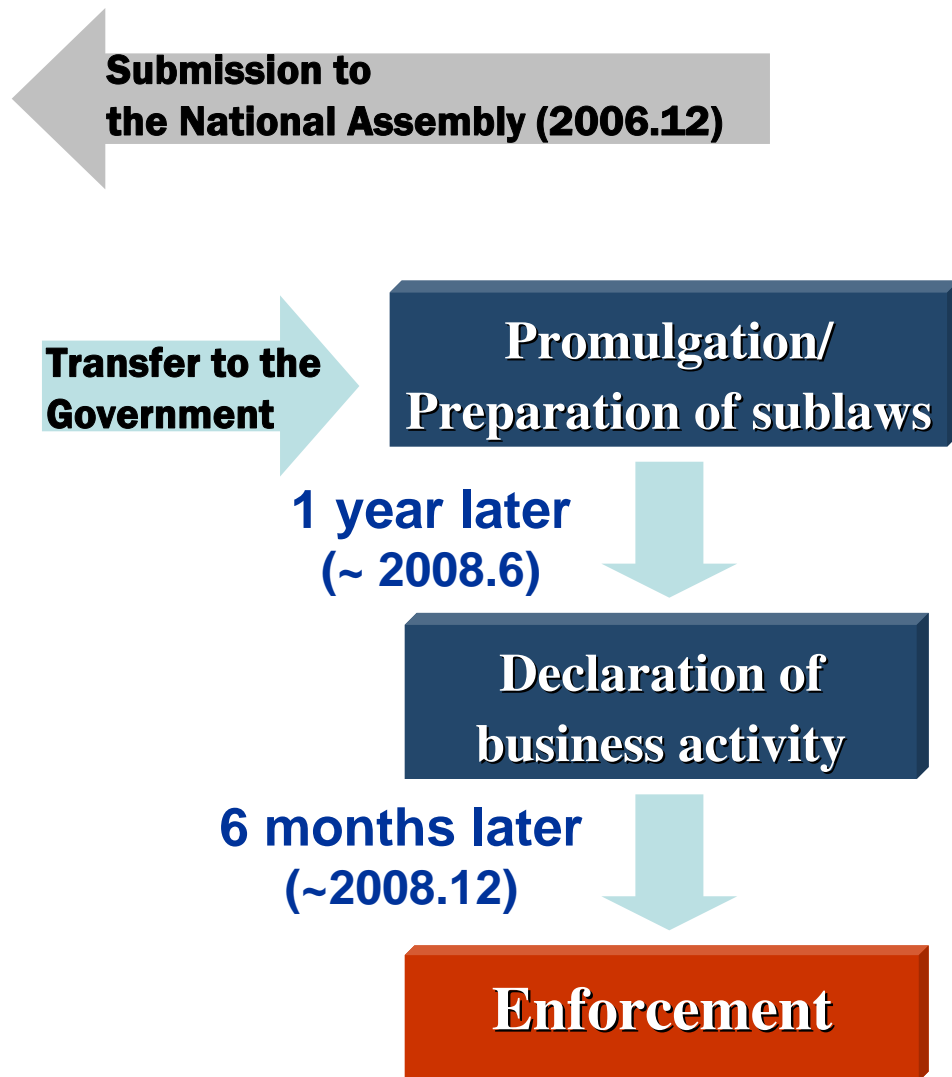 Submission to
the National Assembly (2006.12)
Transfer to the
Government
Promulgation/
Preparation of sublaws
1 year later
(~ 2008.6)
Declaration of
business activity
6 months later
(~2008.12)
Enforcement